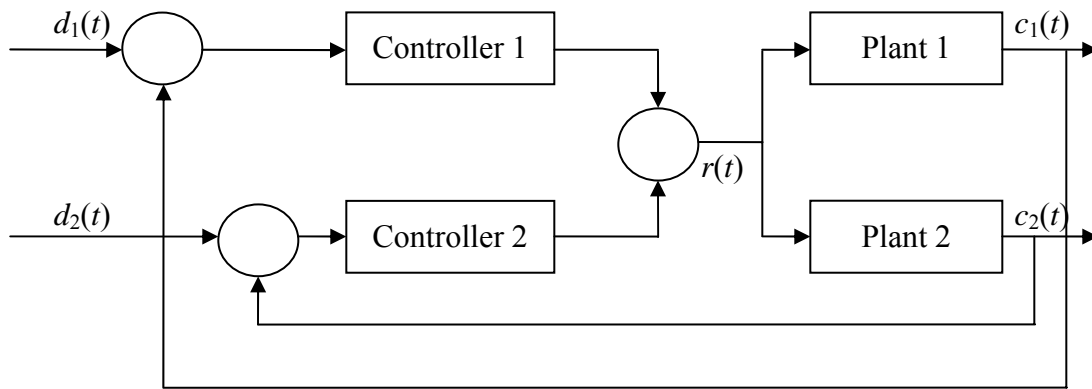 d₁(t)
Controller 1
Plant 1
c₁(t)
r(t)
d₂(t)
Controller 2
Plant 2
c₂(t)